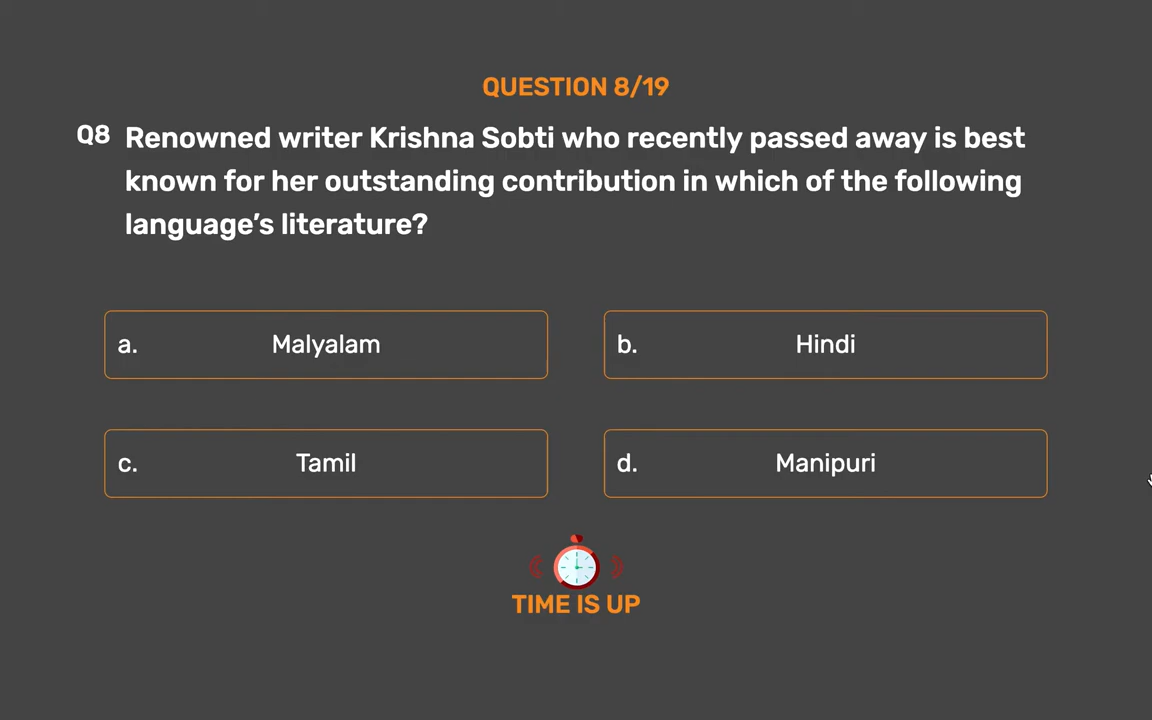 QUESTION 8/19
Q8 Renowned writer Krishna Sobti who recently passed away is best
known for her outstanding contribution in which of the following
language’s literature?
a. Malyalam
b. Hindi
c. Tamil
d. Manipuri
TIME IS UP